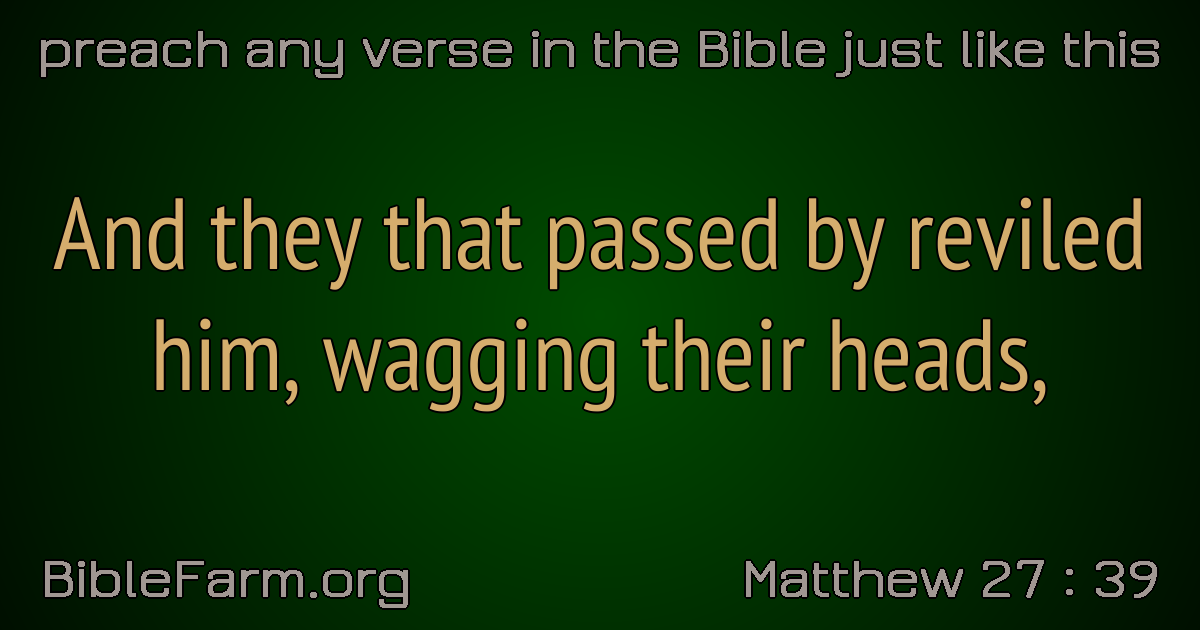 preach any verse in the Bible just like this
And they that passed by reviled
him, wagging their heads,
BibleFarm.org
Matthew 27 : 39